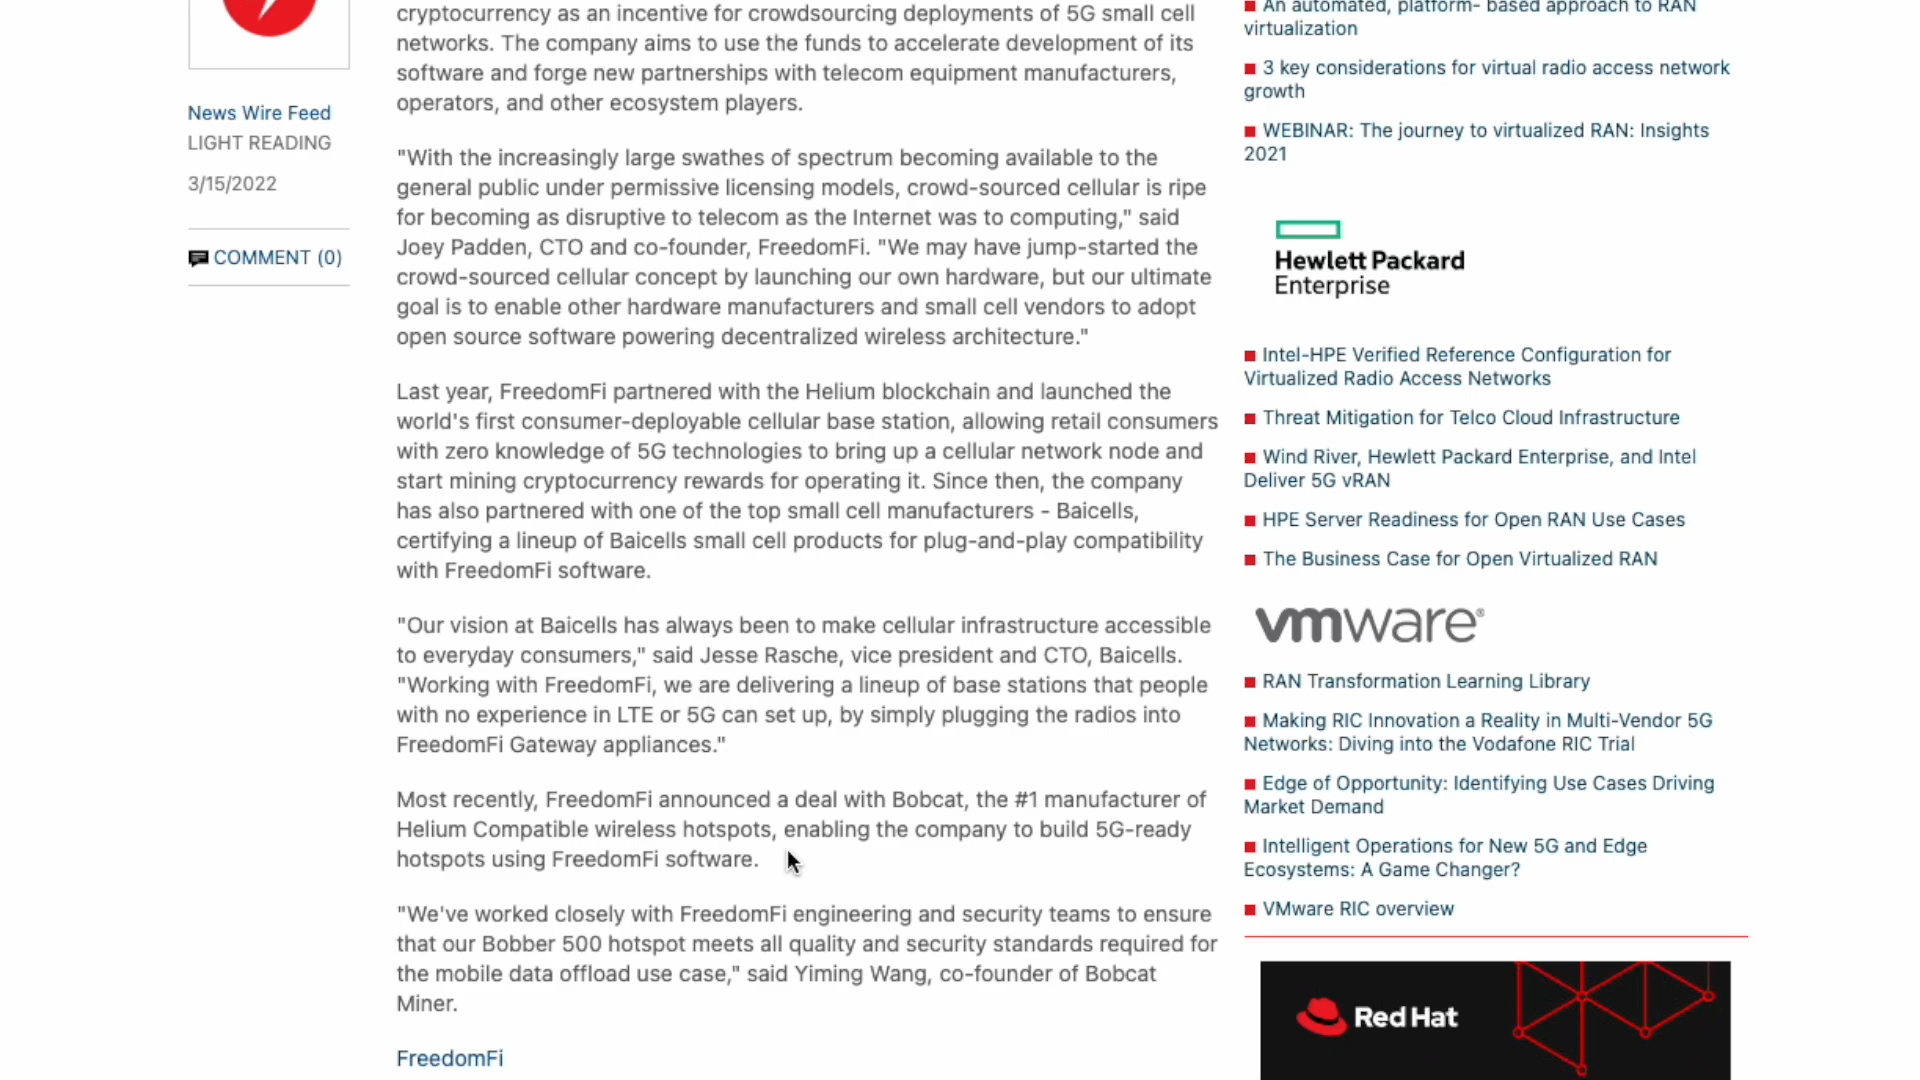 cryptocurrency as an incentive for crowdsourcing deployments of 5G small cell
networks. The company aims to use the funds to accelerate development of its
software and forge new partnerships with telecom equipment manufacturers,
operators, and other ecosystem players.
News Wire Feed
LIGHT READING
3/15/2022
COMMENT (0)
"With the increasingly large swathes of spectrum becoming available to the
general public under permissive licensing models, crowd-sourced cellular is ripe
for becoming as disruptive to telecom as the Internet was to computing," said
Joey Padden, CTO and co-founder, FreedomFi. "We may have jump-started the
crowd-sourced cellular concept by launching our own hardware, but our ultimate
goal is to enable other hardware manufacturers and small cell vendors to adopt
open source software powering decentralized wireless architecture."
Last year, FreedomFi partnered with the Helium blockchain and launched the
world's first consumer-deployable cellular base station, allowing retail consumers
with zero knowledge of 5G technologies to bring up a cellular network node and
start mining cryptocurrency rewards for operating it. Since then, the company
has also partnered with one of the top small cell manufacturers - Baicells,
certifying a lineup of Baicells small cell products for plug-and-play compatibility
with FreedomFi software.
"Our vision at Baicells has always been to make cellular infrastructure accessible
to everyday consumers," said Jesse Rasche, vice president and CTO, Baicells.
"Working with FreedomFi, we are delivering a lineup of base stations that people
with no experience in LTE or 5G can set up, by simply plugging the radios into
FreedomFi Gateway appliances."
Most recently, FreedomFi announced a deal with Bobcat, the #1 manufacturer of
Helium Compatible wireless hotspots, enabling the company to build 5G-ready
hotspots using FreedomFi software.
"We've worked closely with FreedomFi engineering and security teams to ensure
that our Bobber 500 hotspot meets all quality and security standards required for
the mobile data offload use case," said Yiming Wang, co-founder of Bobcat
Miner.
FreedomFi
An automated, platform- based approach to RAN
virtualization
3 key considerations for virtual radio access network
growth
WEBINAR: The journey to virtualized RAN: Insights
2021
Hewlett Packard
Enterprise
Intel-HPE Verified Reference Configuration for
Virtualized Radio Access Networks
Threat Mitigation for Telco Cloud Infrastructure
Wind River, Hewlett Packard Enterprise, and Intel
Deliver 5G vRAN
HPE Server Readiness for Open RAN Use Cases
The Business Case for Open Virtualized RAN
vmware®
RAN Transformation Learning Library
Making RIC Innovation a Reality in Multi-Vendor 5G
Networks: Diving into the Vodafone RIC Trial
Edge of Opportunity: Identifying Use Cases Driving
Market Demand
Intelligent Operations for New 5G and Edge
Ecosystems: A Game Changer?
VMware RIC overview
Red Hat